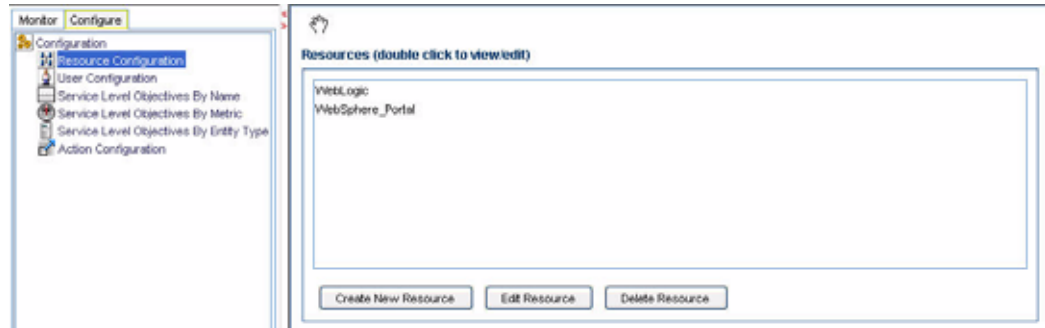 Monitor Configure
Configuration
Resource Configuration
User Configuration
Service Level Objectives By Name
Service Level Objectives By Metric
Service Level Objectives By Entity Type
Action Configuration
Resources (double click to view/edit)
WebLogic
WebSphere_Portal
Create New Resource Edit Resource Delete Resource